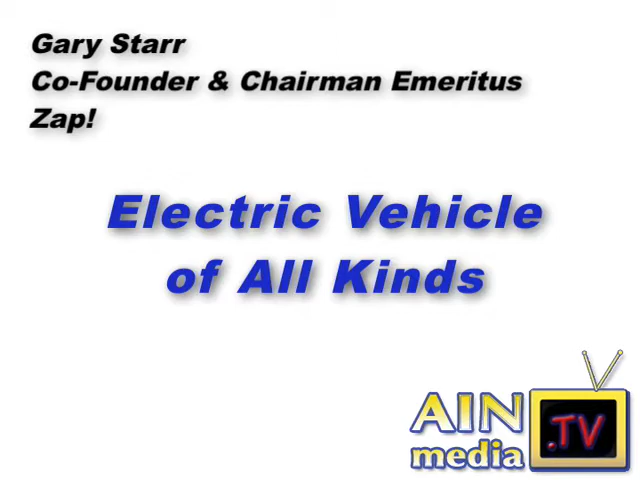 Gary Starr
Co-Founder & Chairman Emeritus
Zap!
Electric Vehicle
of All Kinds
AIN
media
.TV